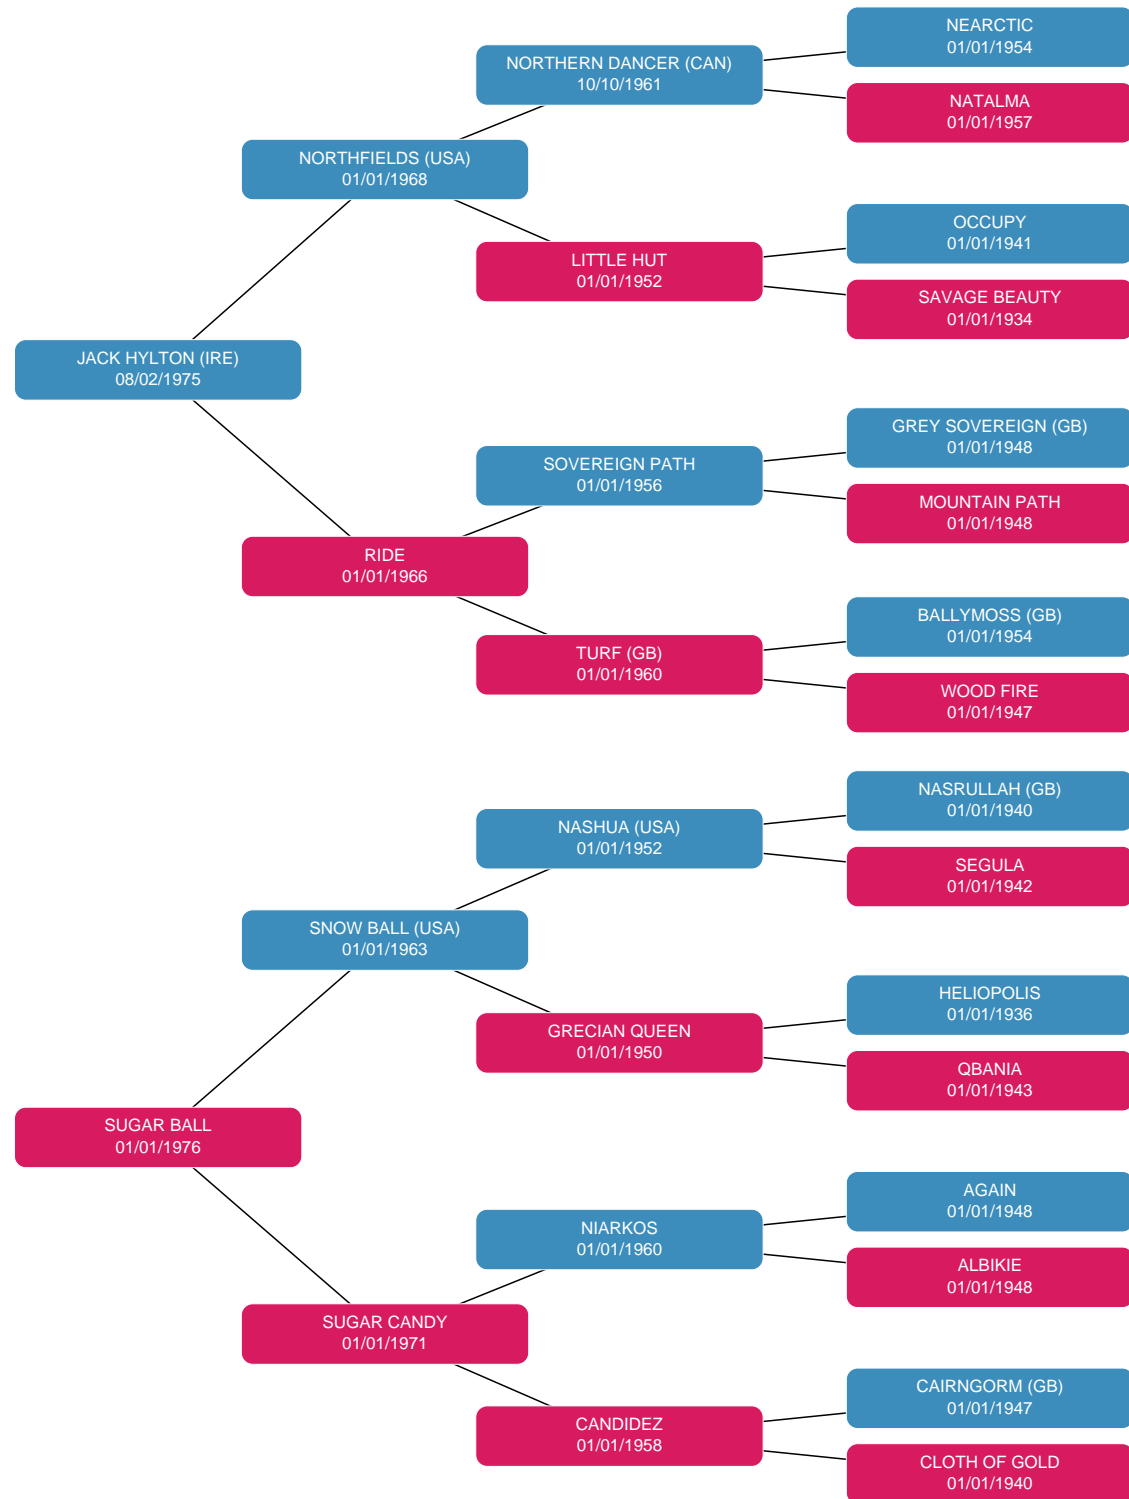 NEARCTIC
01/01/1954
NORTHERN DANCER (CAN)
10/10/1961
NATALMA
01/01/1957
NORTHFIELDS (USA)
01/01/1968
OCCUPY
01/01/1941
LITTLE HUT
01/01/1952
SAVAGE BEAUTY
01/01/1934
JACK HYLTON (IRE)
08/02/1975
GREY SOVEREIGN (GB)
01/01/1948
SOVEREIGN PATH
01/01/1956
MOUNTAIN PATH
01/01/1948
RIDE
01/01/1966
BALLYMOSS (GB)
01/01/1954
TURF (GB)
01/01/1960
WOOD FIRE
01/01/1947
NASRULLAH (GB)
01/01/1940
NASHUA (USA)
01/01/1952
SEGULA
01/01/1942
SNOW BALL (USA)
01/01/1963
HELIOPOLIS
01/01/1936
GRECIAN QUEEN
01/01/1950
QBANIA
01/01/1943
SUGAR BALL
01/01/1976
AGAIN
01/01/1948
NIARKOS
01/01/1960
ALBIKIE
01/01/1948
SUGAR CANDY
01/01/1971
CAIRNGORM (GB)
01/01/1947
CANDIDEZ
01/01/1958
CLOTH OF GOLD
01/01/1940